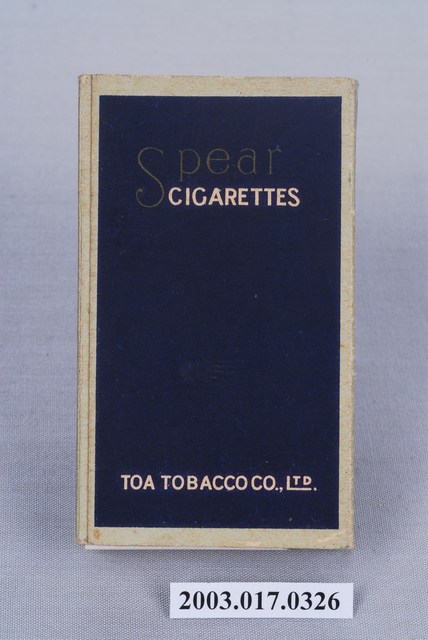 Spear
CIGARETTES
TOA TOBACCO CO., LTD.
2003.017.0326